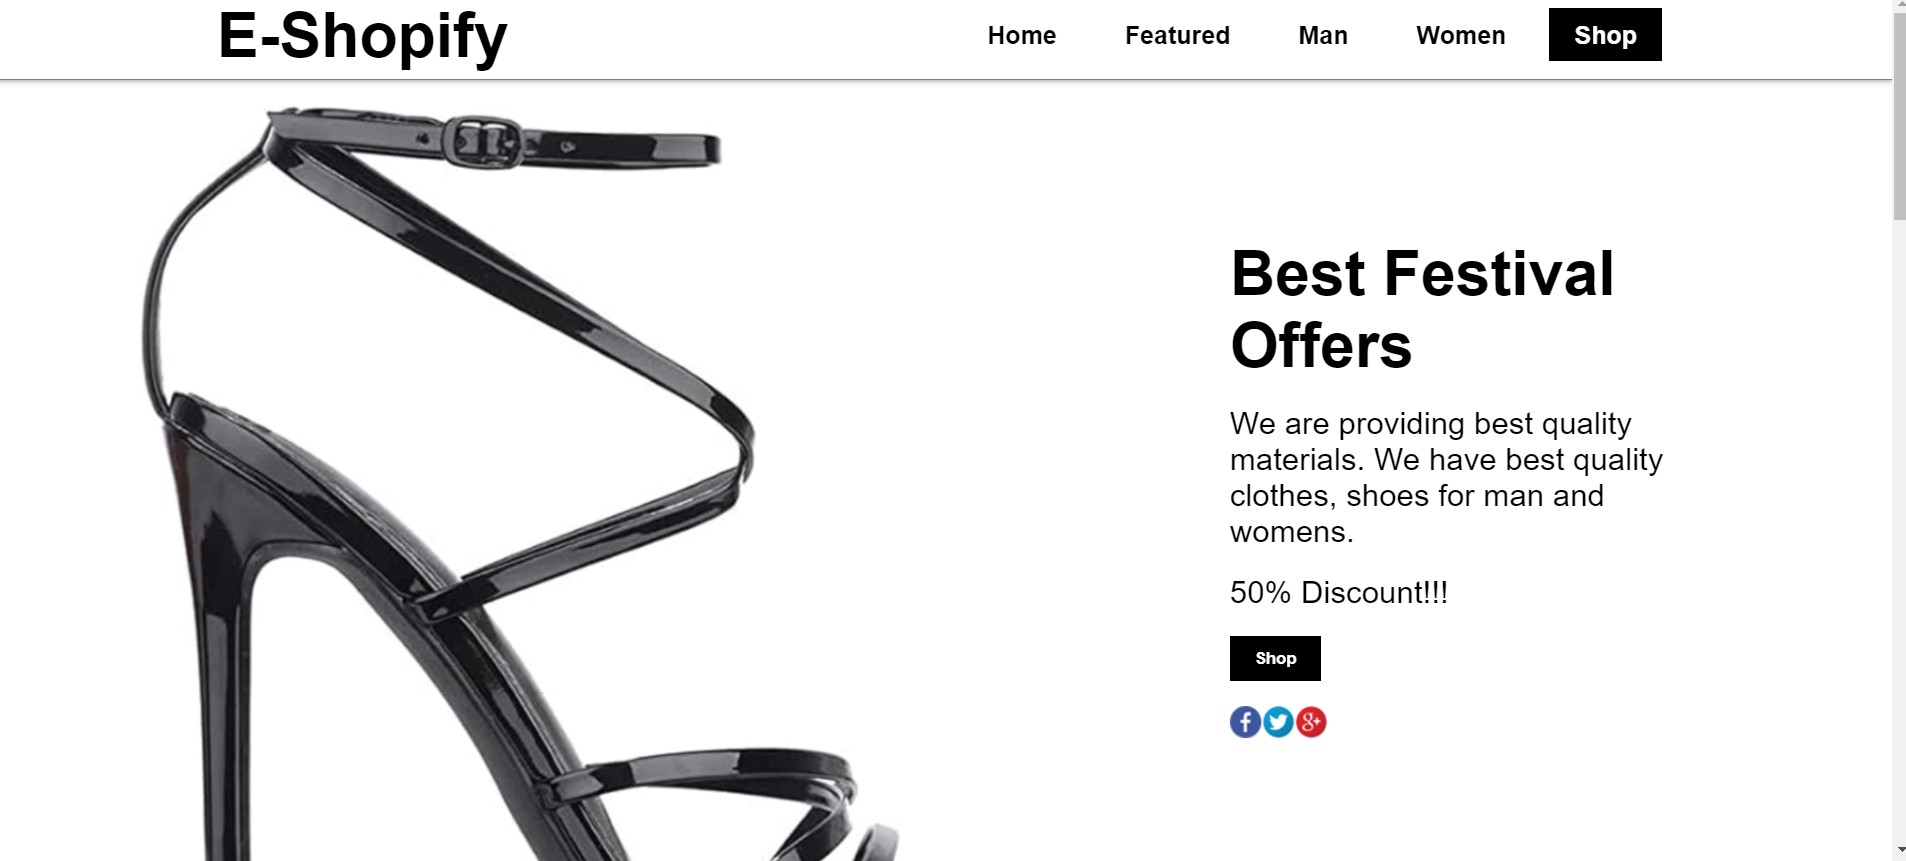 E-Shopify
Home Featured Man Women Shop
Best Festival
Offers
We are providing best quality
materials. We have best quality
clothes, shoes for man and
womens.
50% Discount!!!
Shop
f g+